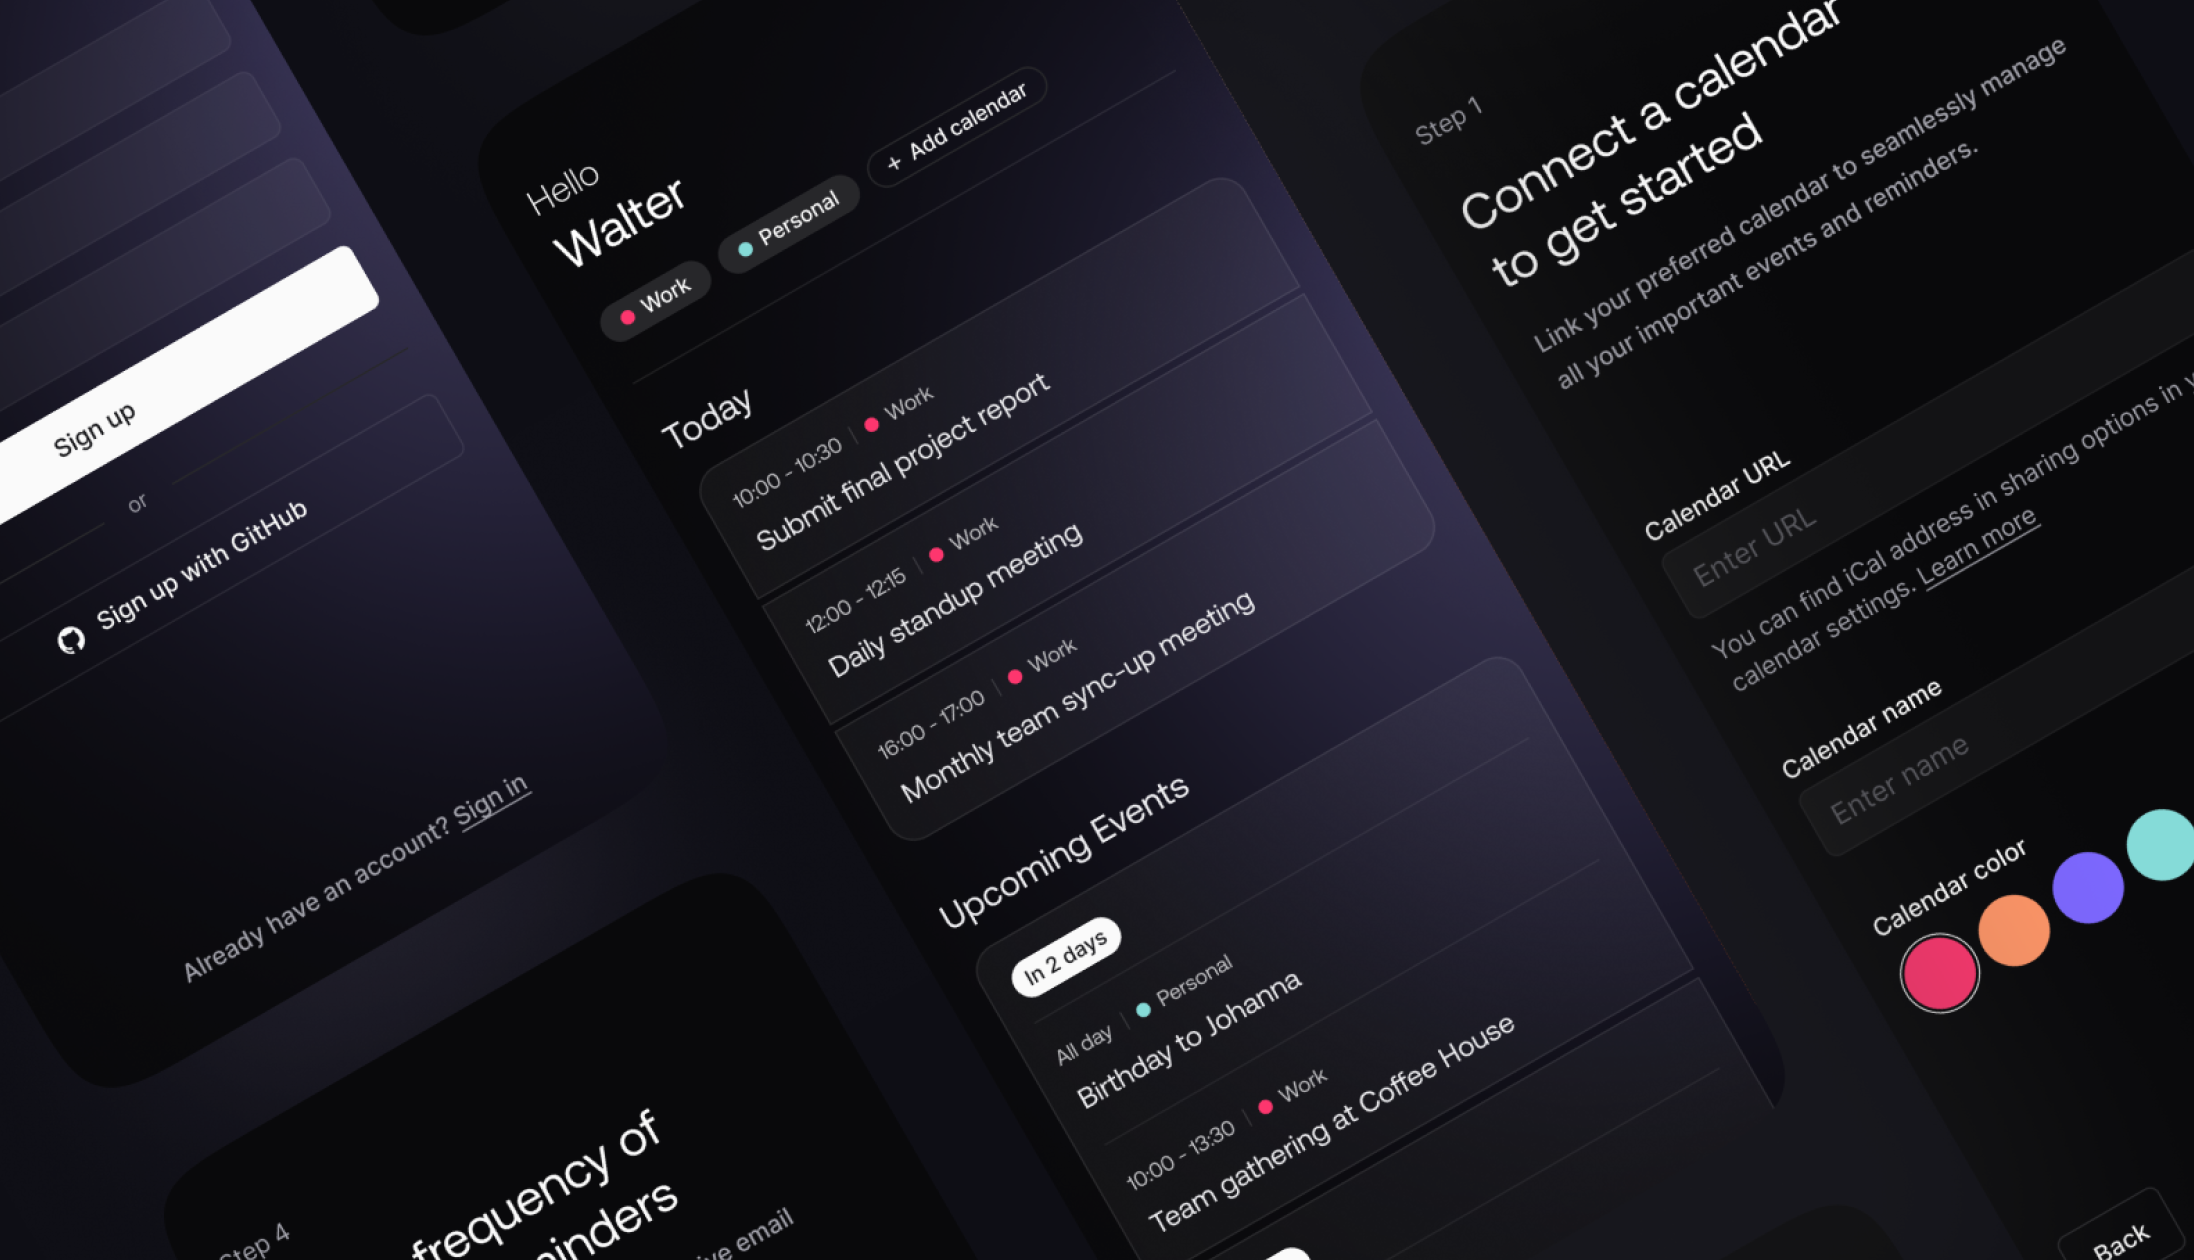 Sign up
or
Sign up with GitHub
Already have an account? Sign in
Step 4
frequency of
email
Hello
Walter
Work
Personal
+ Add calendar
Today
10:00 - 10:30 | Work
Submit final project report
12:00 - 12:15 | Work
Daily standup meeting
16:00 - 17:00 | Work
Monthly team sync-up meeting
Upcoming Events
In 2 days
All day | Personal
Birthday to Johanna
10:00 - 13:30 | Work
Team gathering at Coffee House
Step 1
Connect a calendar
to get started
Link your preferred calendar to seamlessly manage
all your important events and reminders.
Calendar URL
Enter URL
You can find iCal address in sharing options in
calendar settings. Learn more
Calendar name
Enter name
Calendar color
Back